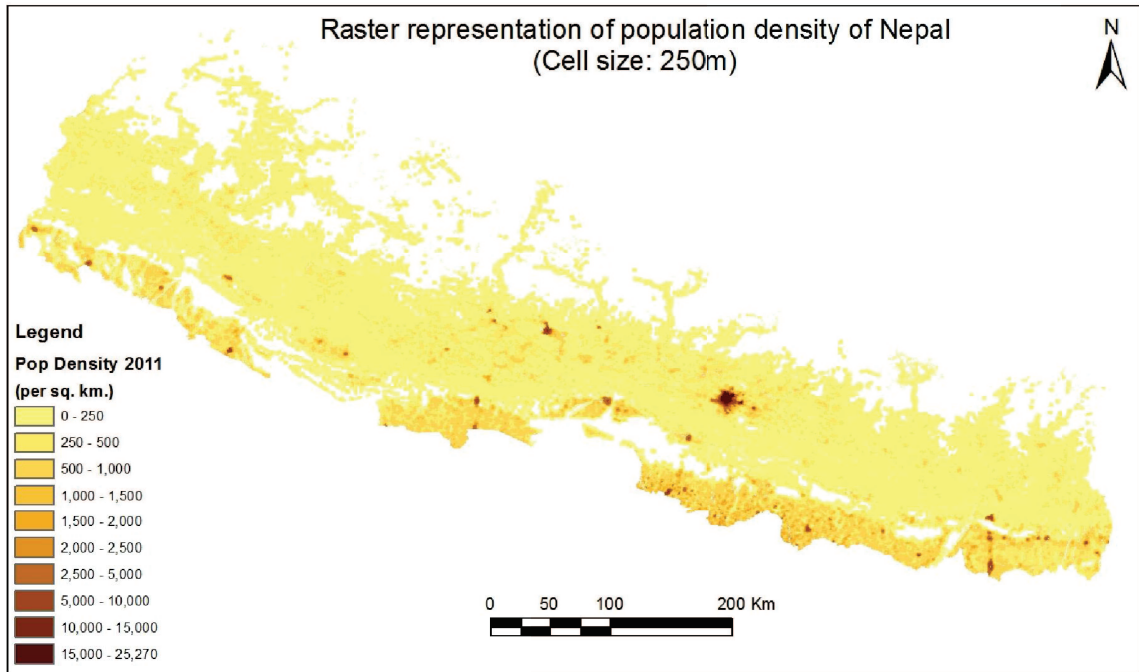 Raster representation of population density of Nepal
(Cell size: 250m)
N
Legend
Pop Density 2011
(per sq. km.)
0 - 250
250 - 500
500 - 1,000
1,000 - 1,500
1,500 - 2,000
2,000 - 2,500
2,500 - 5,000
5,000 - 10,000
10,000 - 15,000
15,000 - 25,270
0 50 100 200 Km